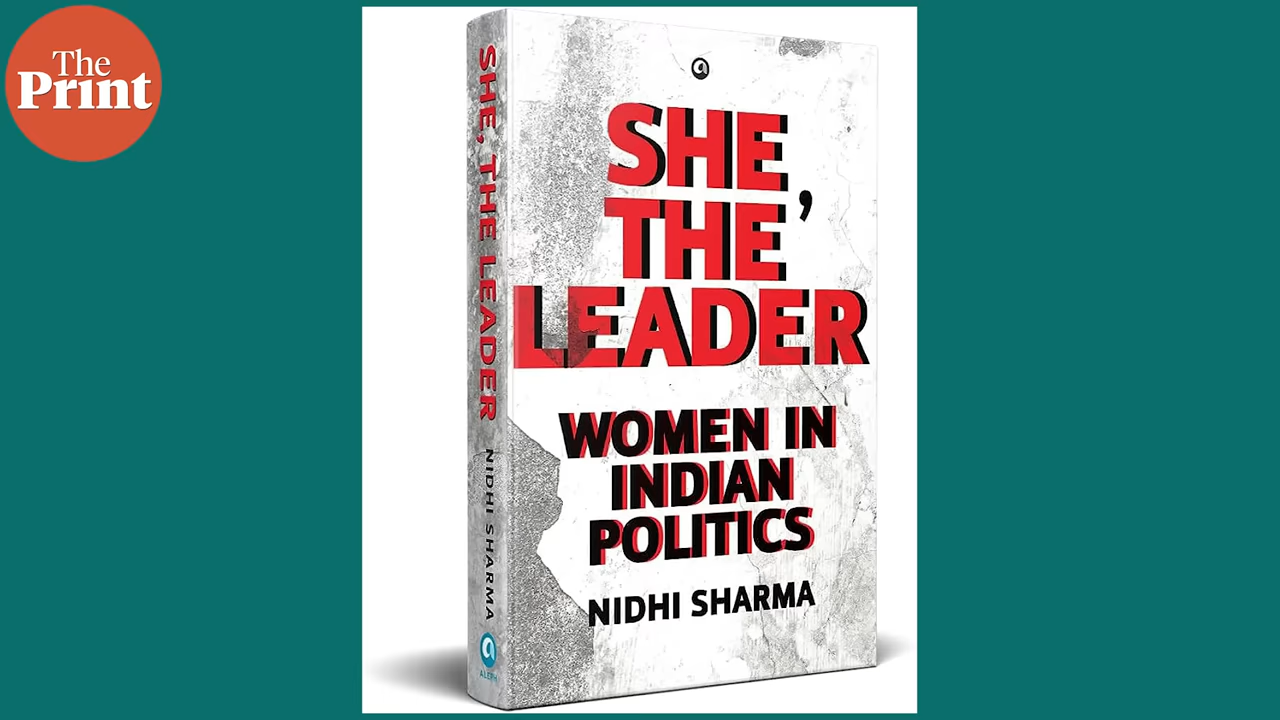 The
Print
SHE, THE LEADER
NIDHI SHARMA
ALEPH
SHE,
THE
LEADER
WOMEN IN
INDIAN
POLITICS
NIDHI SHARMA